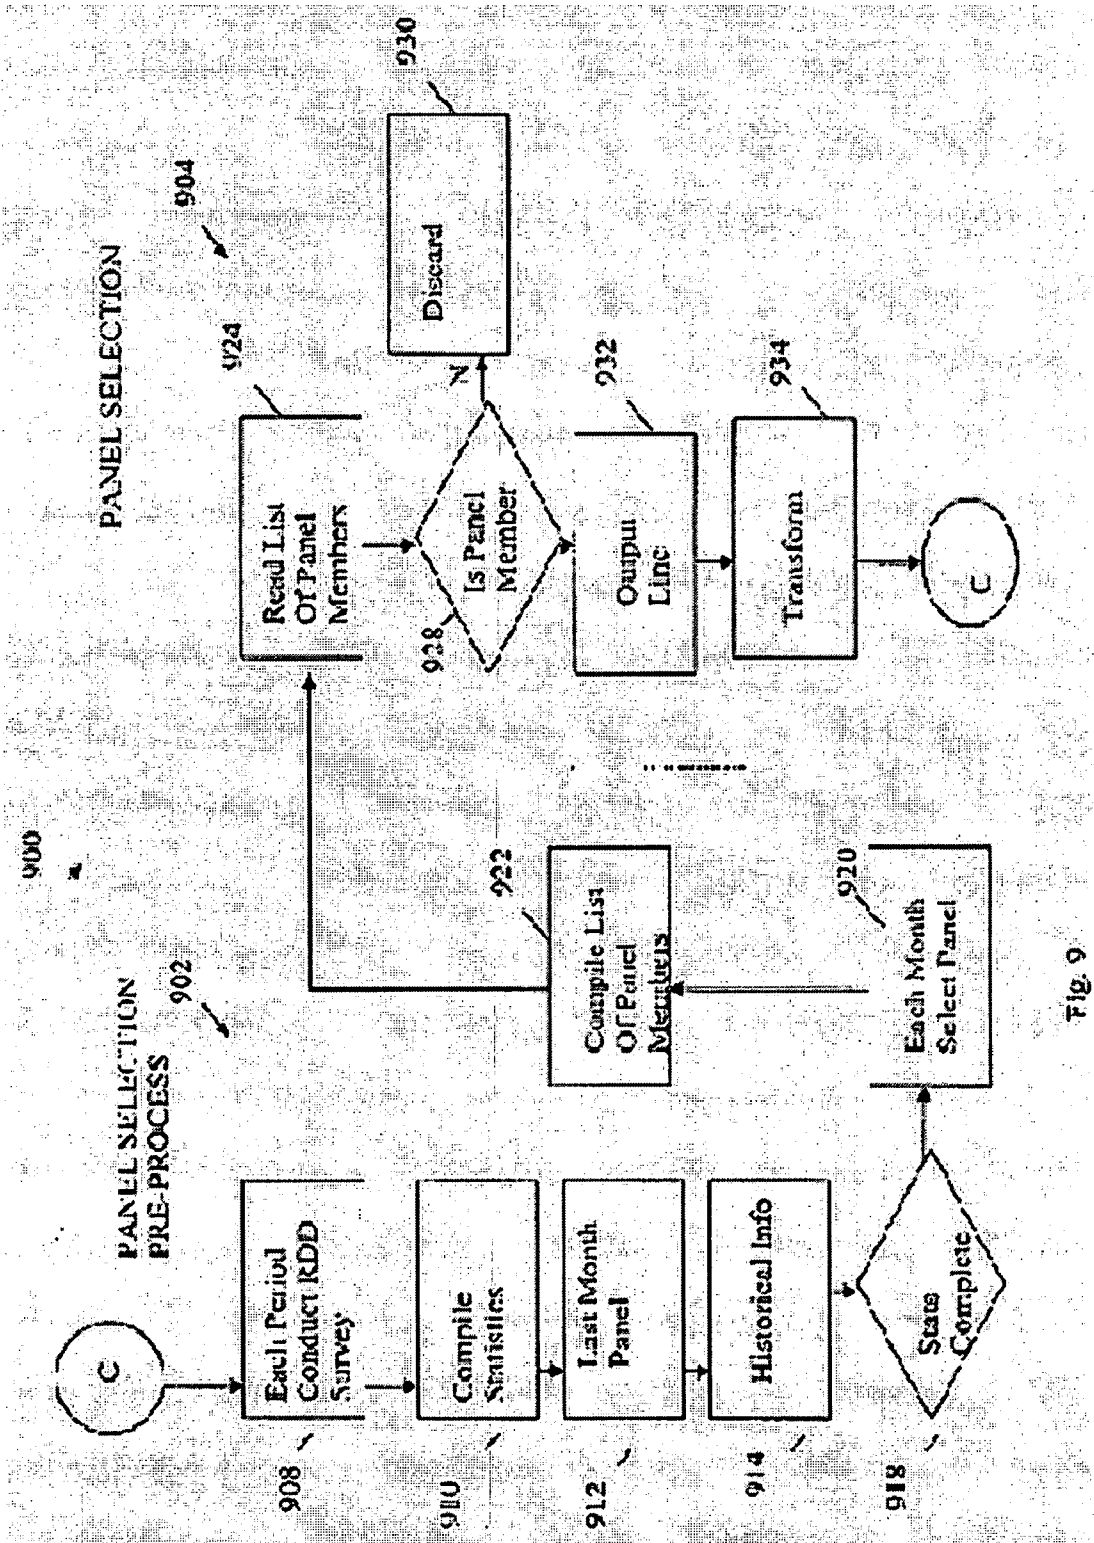 900
PANEL SELECTION
PRE-PROCESS
902
C
Each Period
Conduct RDD
Survey
908
Compile
Statistics
910
Last Month
Panel
912
Historical Info
914
Stats
Complete
918
Each Month
Select Panel
920
Compile List
Of Panel
Members
922
PANEL SELECTION
904
Read List
Of Panel
Members
924
Is Panel
Member
928
N
Discard
930
Output
Line
932
Transform
934
C
Fig. 9